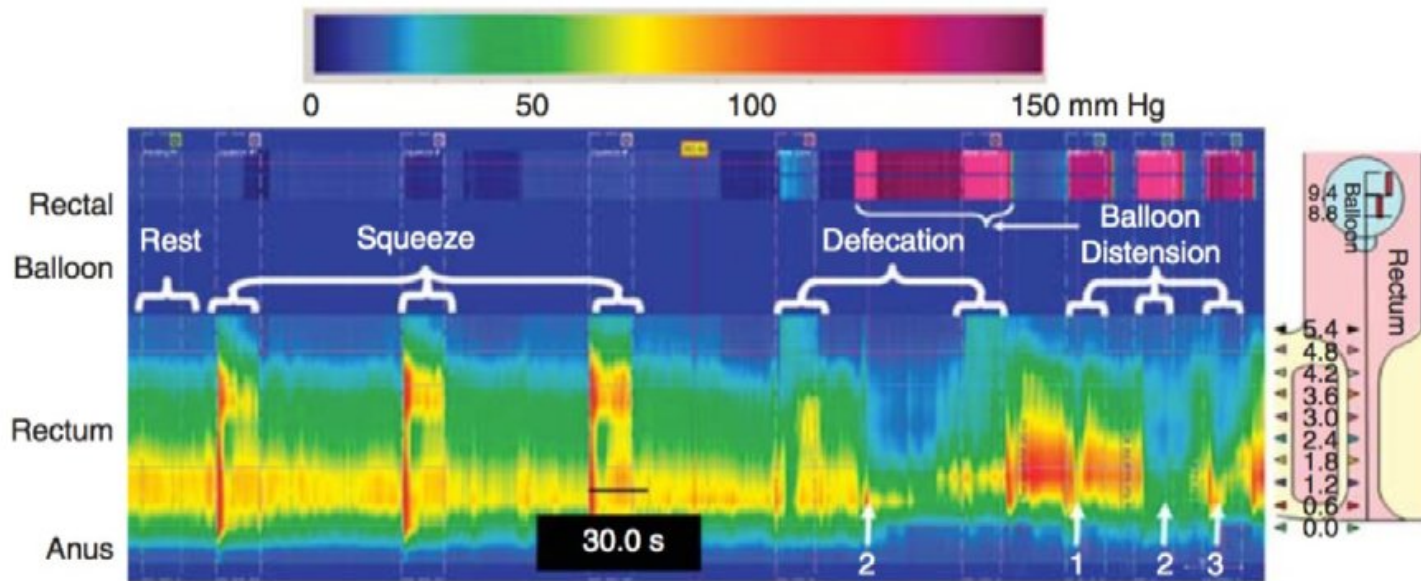 0 50 100 150 mm Hg
Rectal
Balloon
Rest
Squeeze
Defecation
Balloon
Distension
Rectum
Anus
30.0 s
2 1 2 3
9.4
8.8
Balloon
Rectum
5.4
4.8
4.2
3.6
3.0
2.4
1.8
1.2
0.6
0.0